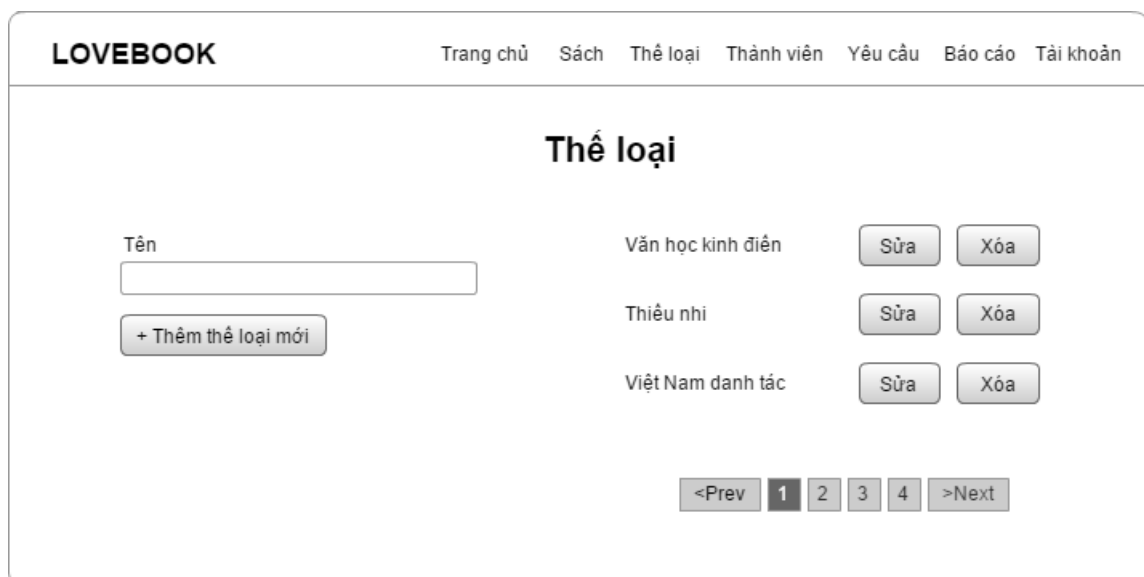 LOVEBOOK Trang chủ Sách Thể loại Thành viên Yêu cầu Báo cáo Tài khoản
Thể loại
Tên
+ Thêm thể loại mới
Văn học kinh điển Sửa Xóa
Thiếu nhi Sửa Xóa
Việt Nam danh tác Sửa Xóa
<Prev 1 2 3 4 >Next